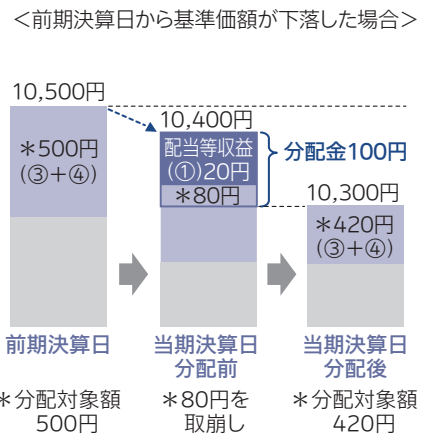 ＜前期決算日から基準価額が下落した場合＞
10,500円
10,400円
＊500円
(③＋④)
配当等収益
(①)20円
＊80円
分配金100円
10,300円
＊420円
(③＋④)
前期決算日
当期決算日
分配前
当期決算日
分配後
＊分配対象額
500円
＊80円を
取崩し
＊分配対象額
420円